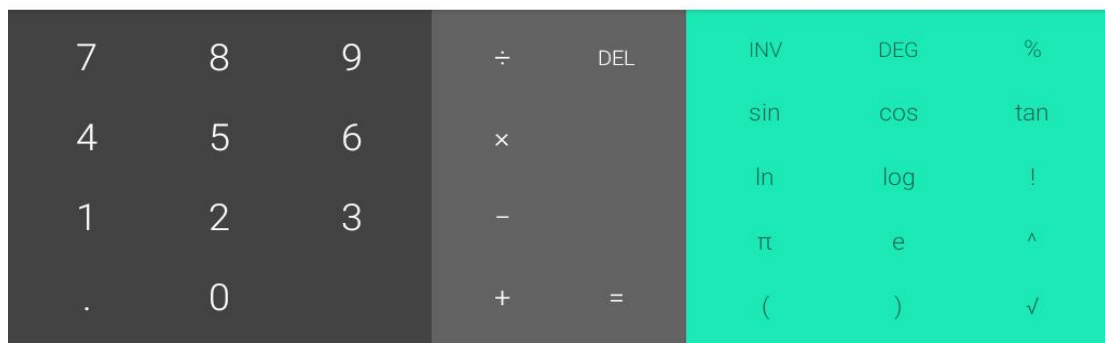 7 8 9 ÷ DEL INV DEG %
4 5 6 × sin cos tan
1 2 3 − ln log !
. 0 + = π e ^
( ) √